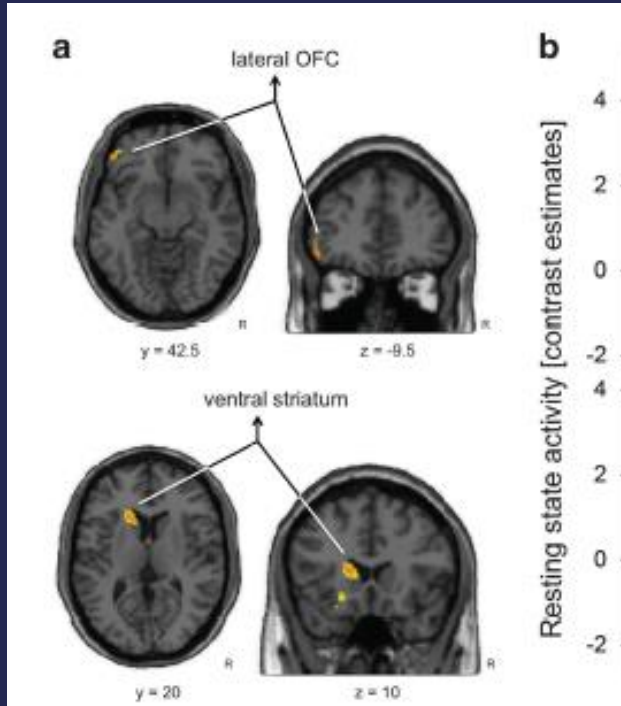 a
lateral OFC
R
R
y = 42.5
z = -9.5
ventral striatum
R
R
y = 20
z = 10
b
Resting state activity [contrast estimates]
4
2
0
-2
4
2
0
-2